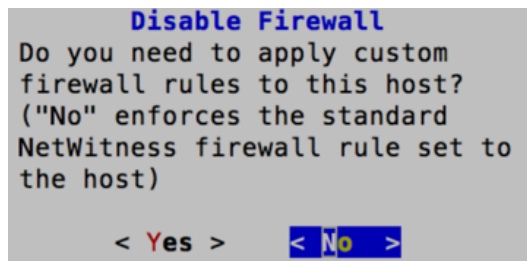 Disable Firewall
Do you need to apply custom
firewall rules to this host?
("No" enforces the standard
NetWitness firewall rule set to
the host)
< Yes > < No >